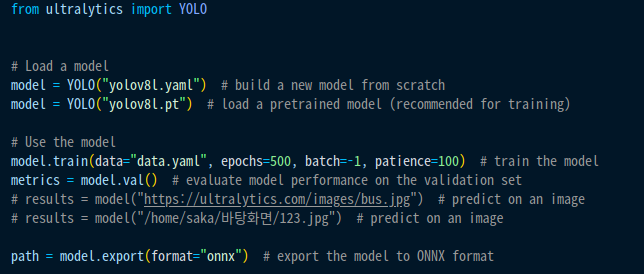 from ultralytics import YOLO
# Load a model
model = YOLO("yolov8l.yaml")  # build a new model from scratch
model = YOLO("yolov8l.pt")  # load a pretrained model (recommended for training)
# Use the model
model.train(data="data.yaml", epochs=500, batch=-1, patience=100)  # train the model
metrics = model.val()  # evaluate model performance on the validation set
# results = model("https://ultralytics.com/images/bus.jpg")  # predict on an image
# results = model("/home/saka/바탕화면/123.jpg")  # predict on an image
path = model.export(format="onnx")  # export the model to ONNX format